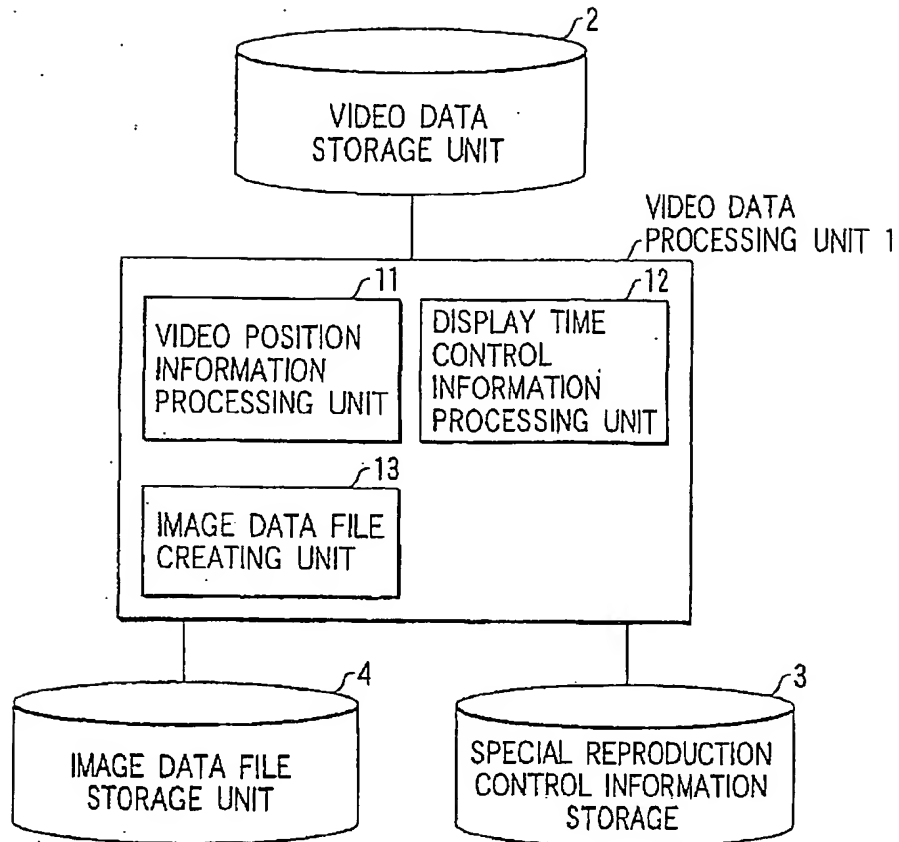 2
VIDEO DATA
STORAGE UNIT
VIDEO DATA
PROCESSING UNIT 1
11
VIDEO POSITION
INFORMATION
PROCESSING UNIT
12
DISPLAY TIME
CONTROL
INFORMATION
PROCESSING UNIT
13
IMAGE DATA FILE
CREATING UNIT
4
IMAGE DATA FILE
STORAGE UNIT
3
SPECIAL REPRODUCTION
CONTROL INFORMATION
STORAGE